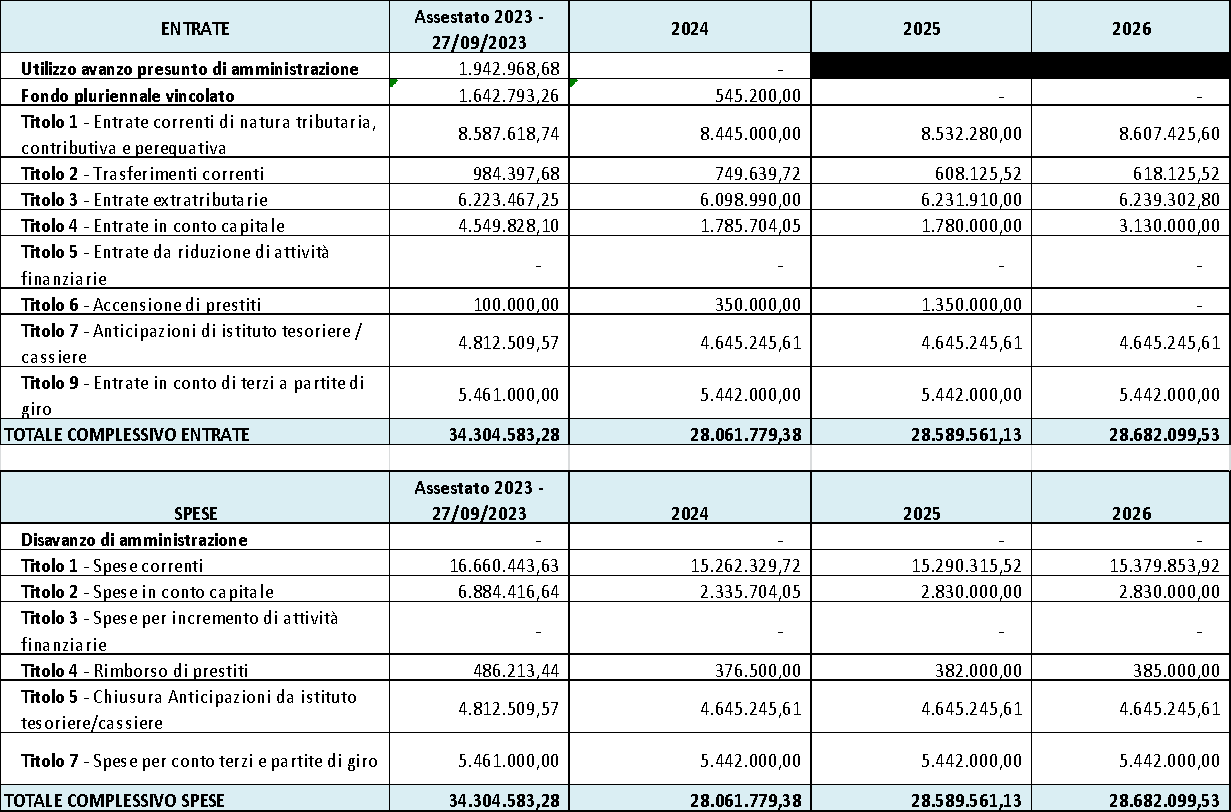 ENTRATE Assestato 2023 - 27/09/2023 2024 2025 2026
Utilizzo avanzo presunto di amministrazione 1.942.968,68 -
Fondo pluriennale vincolato 1.642.793,26 545.200,00 - -
Titolo 1 - Entrate correnti di natura tributaria,
contributiva e perequativa 8.587.618,74 8.445.000,00 8.532.280,00 8.607.425,60
Titolo 2 - Trasferimenti correnti 984.397,68 749.639,72 608.125,52 618.125,52
Titolo 3 - Entrate extratributarie 6.223.467,25 6.098.990,00 6.231.910,00 6.239.302,80
Titolo 4 - Entrate in conto capitale 4.549.828,10 1.785.704,05 1.780.000,00 3.130.000,00
Titolo 5 - Entrate da riduzione di attività
finanziarie - - - -
Titolo 6 - Accensione di prestiti 100.000,00 350.000,00 1.350.000,00 -
Titolo 7 - Anticipazioni di istituto tesoriere /
cassiere 4.812.509,57 4.645.245,61 4.645.245,61 4.645.245,61
Titolo 9 - Entrate in conto di terzi a partite di
giro 5.461.000,00 5.442.000,00 5.442.000,00 5.442.000,00
TOTALE COMPLESSIVO ENTRATE 34.304.583,28 28.061.779,38 28.589.561,13 28.682.099,53
SPESE Assestato 2023 - 27/09/2023 2024 2025 2026
Disavanzo di amministrazione - - - -
Titolo 1 - Spese correnti 16.660.443,63 15.262.329,72 15.290.315,52 15.379.853,92
Titolo 2 - Spese in conto capitale 6.884.416,64 2.335.704,05 2.830.000,00 2.830.000,00
Titolo 3 - Spese per incremento di attività
finanziarie - - - -
Titolo 4 - Rimborso di prestiti 486.213,44 376.500,00 382.000,00 385.000,00
Titolo 5 - Chiusura Anticipazioni da istituto
tesoriere/cassiere 4.812.509,57 4.645.245,61 4.645.245,61 4.645.245,61
Titolo 7 - Spese per conto terzi e partite di giro 5.461.000,00 5.442.000,00 5.442.000,00 5.442.000,00
TOTALE COMPLESSIVO SPESE 34.304.583,28 28.061.779,38 28.589.561,13 28.682.099,53